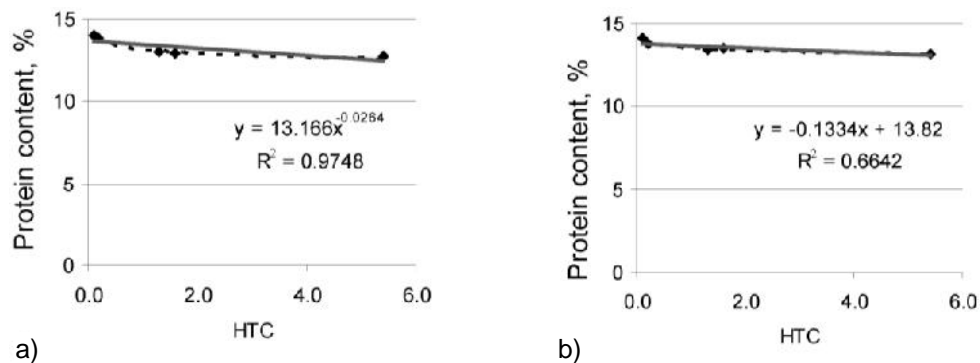 15
10
5
0
Protein content, %
y = 13.166x^-0.0264
R² = 0.9748
0.0 2.0 4.0 6.0
HTC
a)
15
10
5
0
Protein content, %
y = -0.1334x + 13.82
R² = 0.6642
0.0 2.0 4.0 6.0
HTC
b)